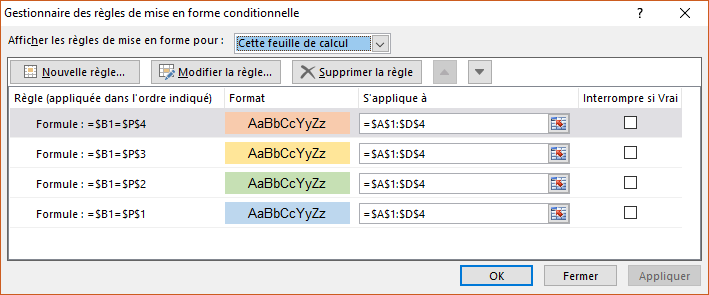 Gestionnaire des règles de mise en forme conditionnelle
Afficher les règles de mise en forme pour : Cette feuille de calcul
Nouvelle règle... Modifier la règle... Supprimer la règle
Règle (appliquée dans l'ordre indiqué) Format S'applique à Interrompre si Vrai
Formule : =$B1=$P$4 AaBbCcYyZz =$A$1:$D$4
Formule : =$B1=$P$3 AaBbCcYyZz =$A$1:$D$4
Formule : =$B1=$P$2 AaBbCcYyZz =$A$1:$D$4
Formule : =$B1=$P$1 AaBbCcYyZz =$A$1:$D$4
OK Fermer Appliquer